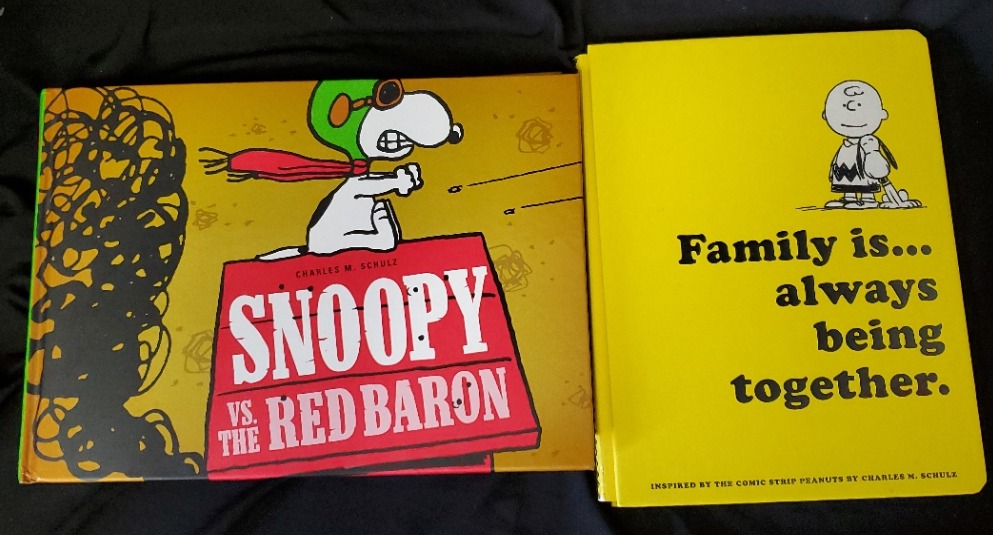 CHARLES M. SCHULZ
SNOOPY
VS.
THE RED BARON
Family is...
always
being
together.
INSPIRED BY THE COMIC STRIP PEANUTS BY CHARLES M. SCHULZ